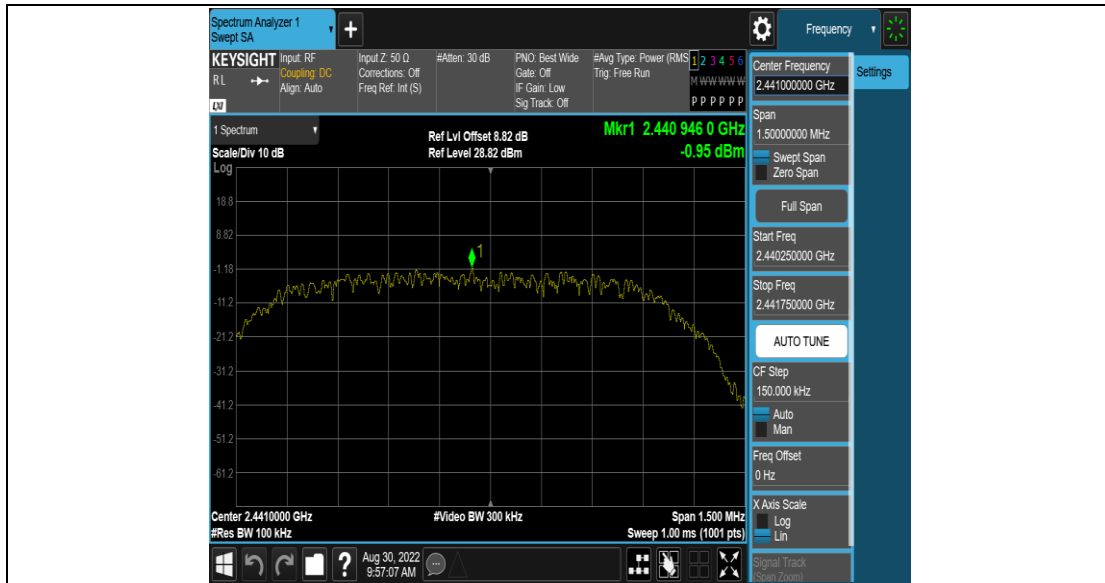 Spectrum Analyzer 1
Swept SA
+
Frequency
KEYSIGHT
RL
LXI
Input: RF
Coupling: DC
Align: Auto
Input Z: 50 Ω
Corrections: Off
Freq Ref: Int (S)
#Atten: 30 dB
PNO: Best Wide
Gate: Off
IF Gain: Low
Sig Track: Off
#Avg Type: Power (RMS
Trig: Free Run
1 2 3 4 5 6
M W W W W W
P P P P P P
1 Spectrum
Scale/Div 10 dB
Log
Ref Lvl Offset 8.82 dB
Ref Level 28.82 dBm
Mkr1 2.440 946 0 GHz
-0.95 dBm
18.8
8.82
-1.18
-11.2
-21.2
-31.2
-41.2
-51.2
-61.2
1
Center 2.4410000 GHz
#Res BW 100 kHz
#Video BW 300 kHz
Span 1.500 MHz
Sweep 1.00 ms (1001 pts)
Center Frequency
2.441000000 GHz
Settings
Span
1.50000000 MHz
Swept Span
Zero Span
Full Span
Start Freq
2.440250000 GHz
Stop Freq
2.441750000 GHz
AUTO TUNE
CF Step
150.000 kHz
Auto
Man
Freq Offset
0 Hz
X Axis Scale
Log
Lin
Signal Track
(Span Zoom)
?
Aug 30, 2022
9:57:07 AM